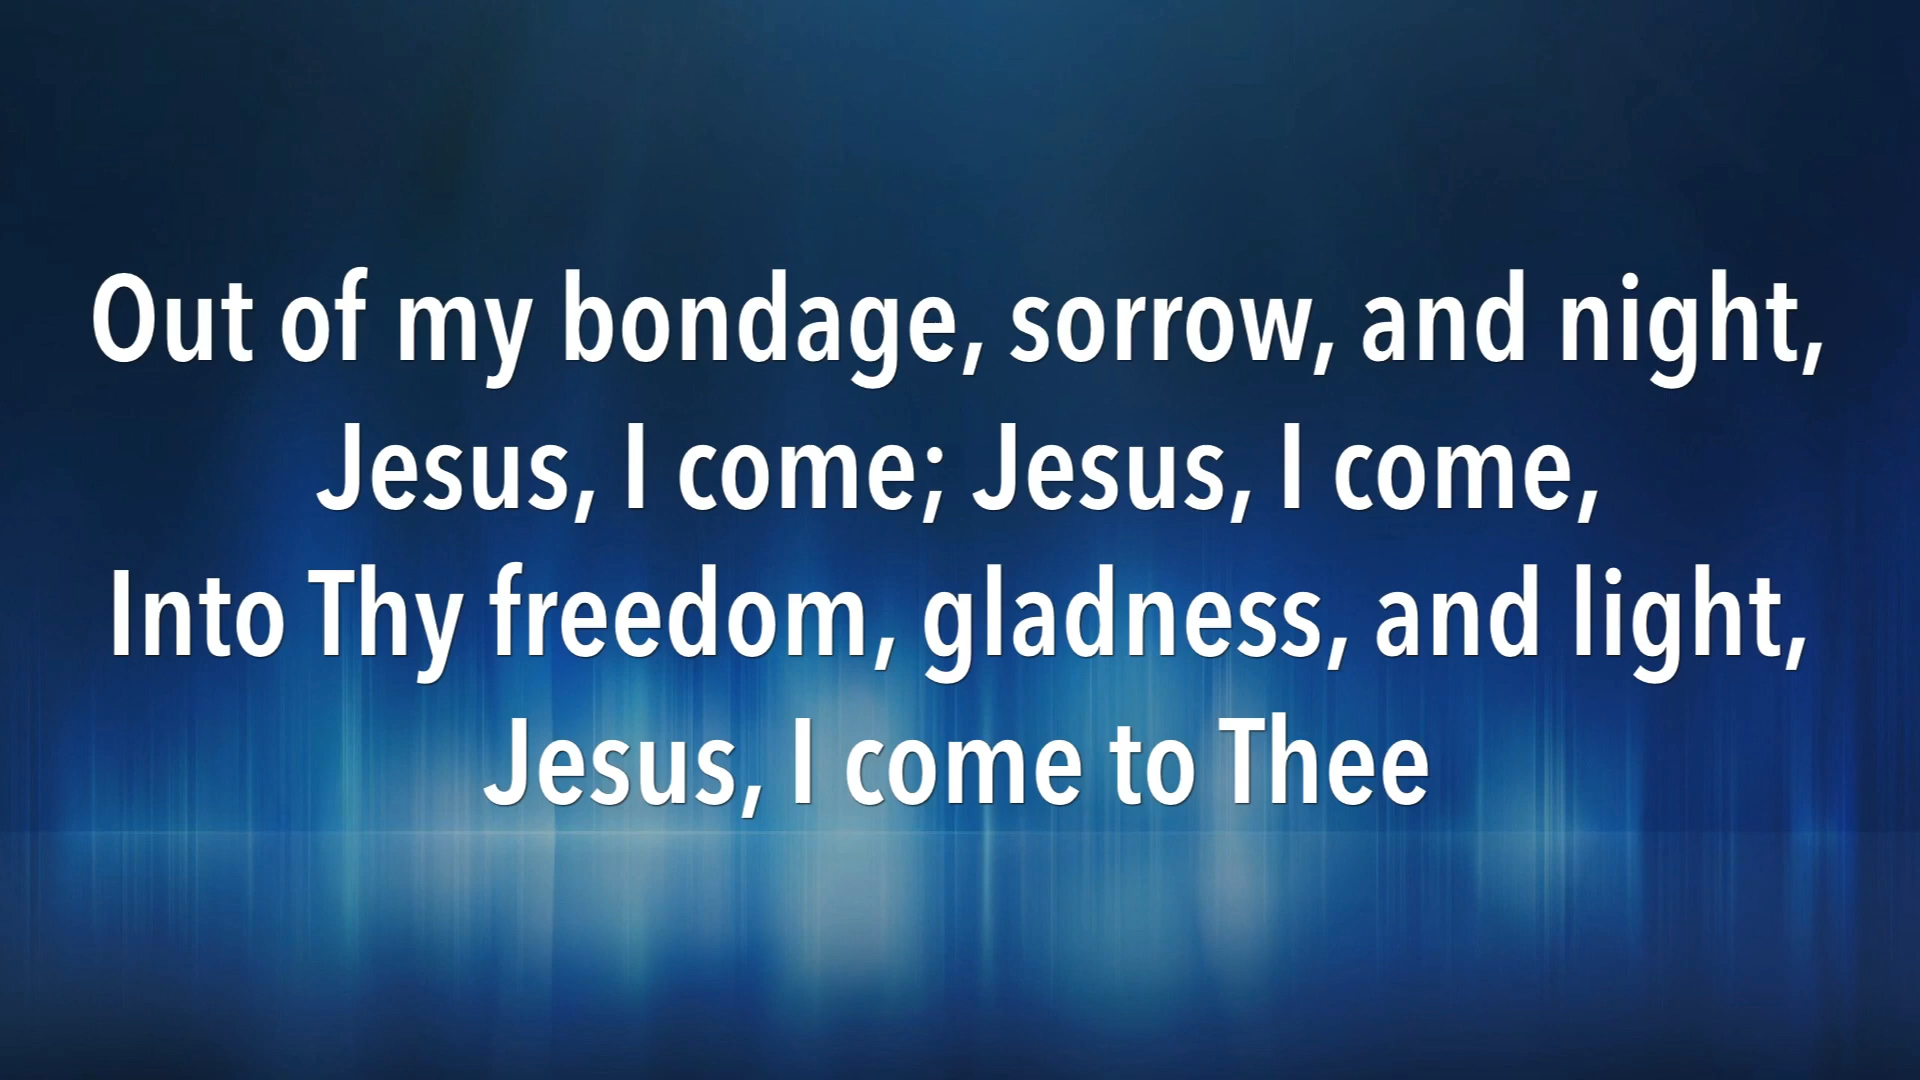 Out of my bondage, sorrow, and night,
Jesus, I come; Jesus, I come,
Into Thy freedom, gladness, and light,
Jesus, I come to Thee